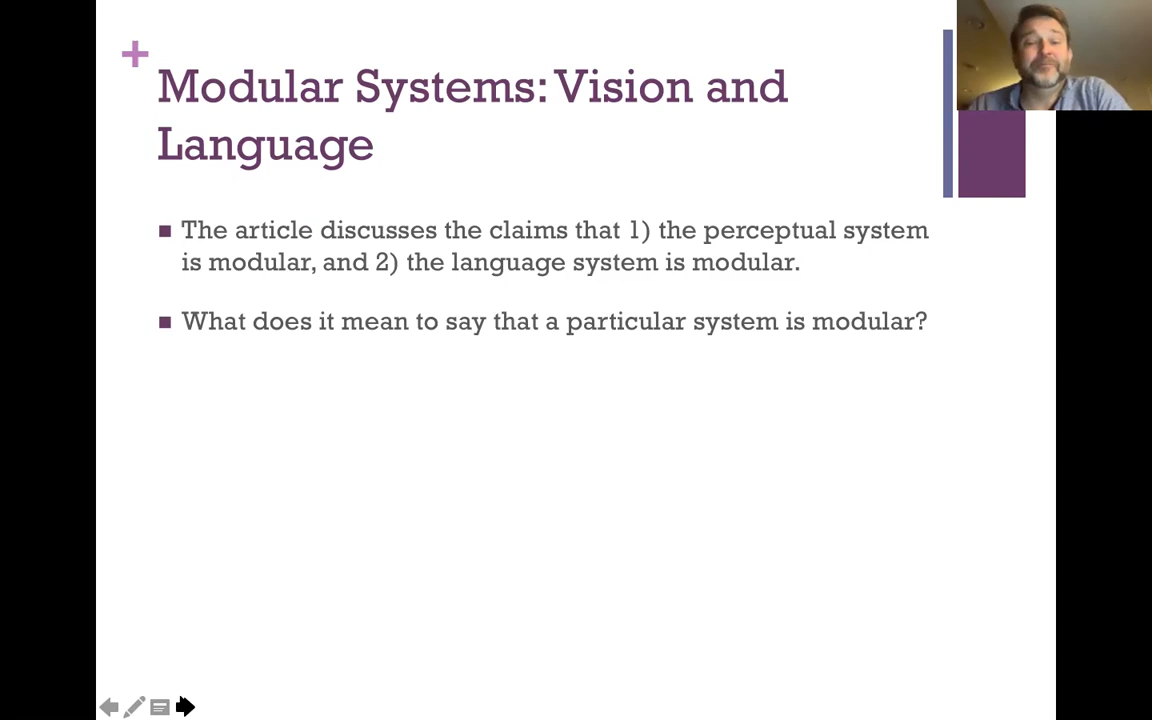 +
Modular Systems: Vision and
Language
■ The article discusses the claims that 1) the perceptual system
is modular, and 2) the language system is modular.
■ What does it mean to say that a particular system is modular?